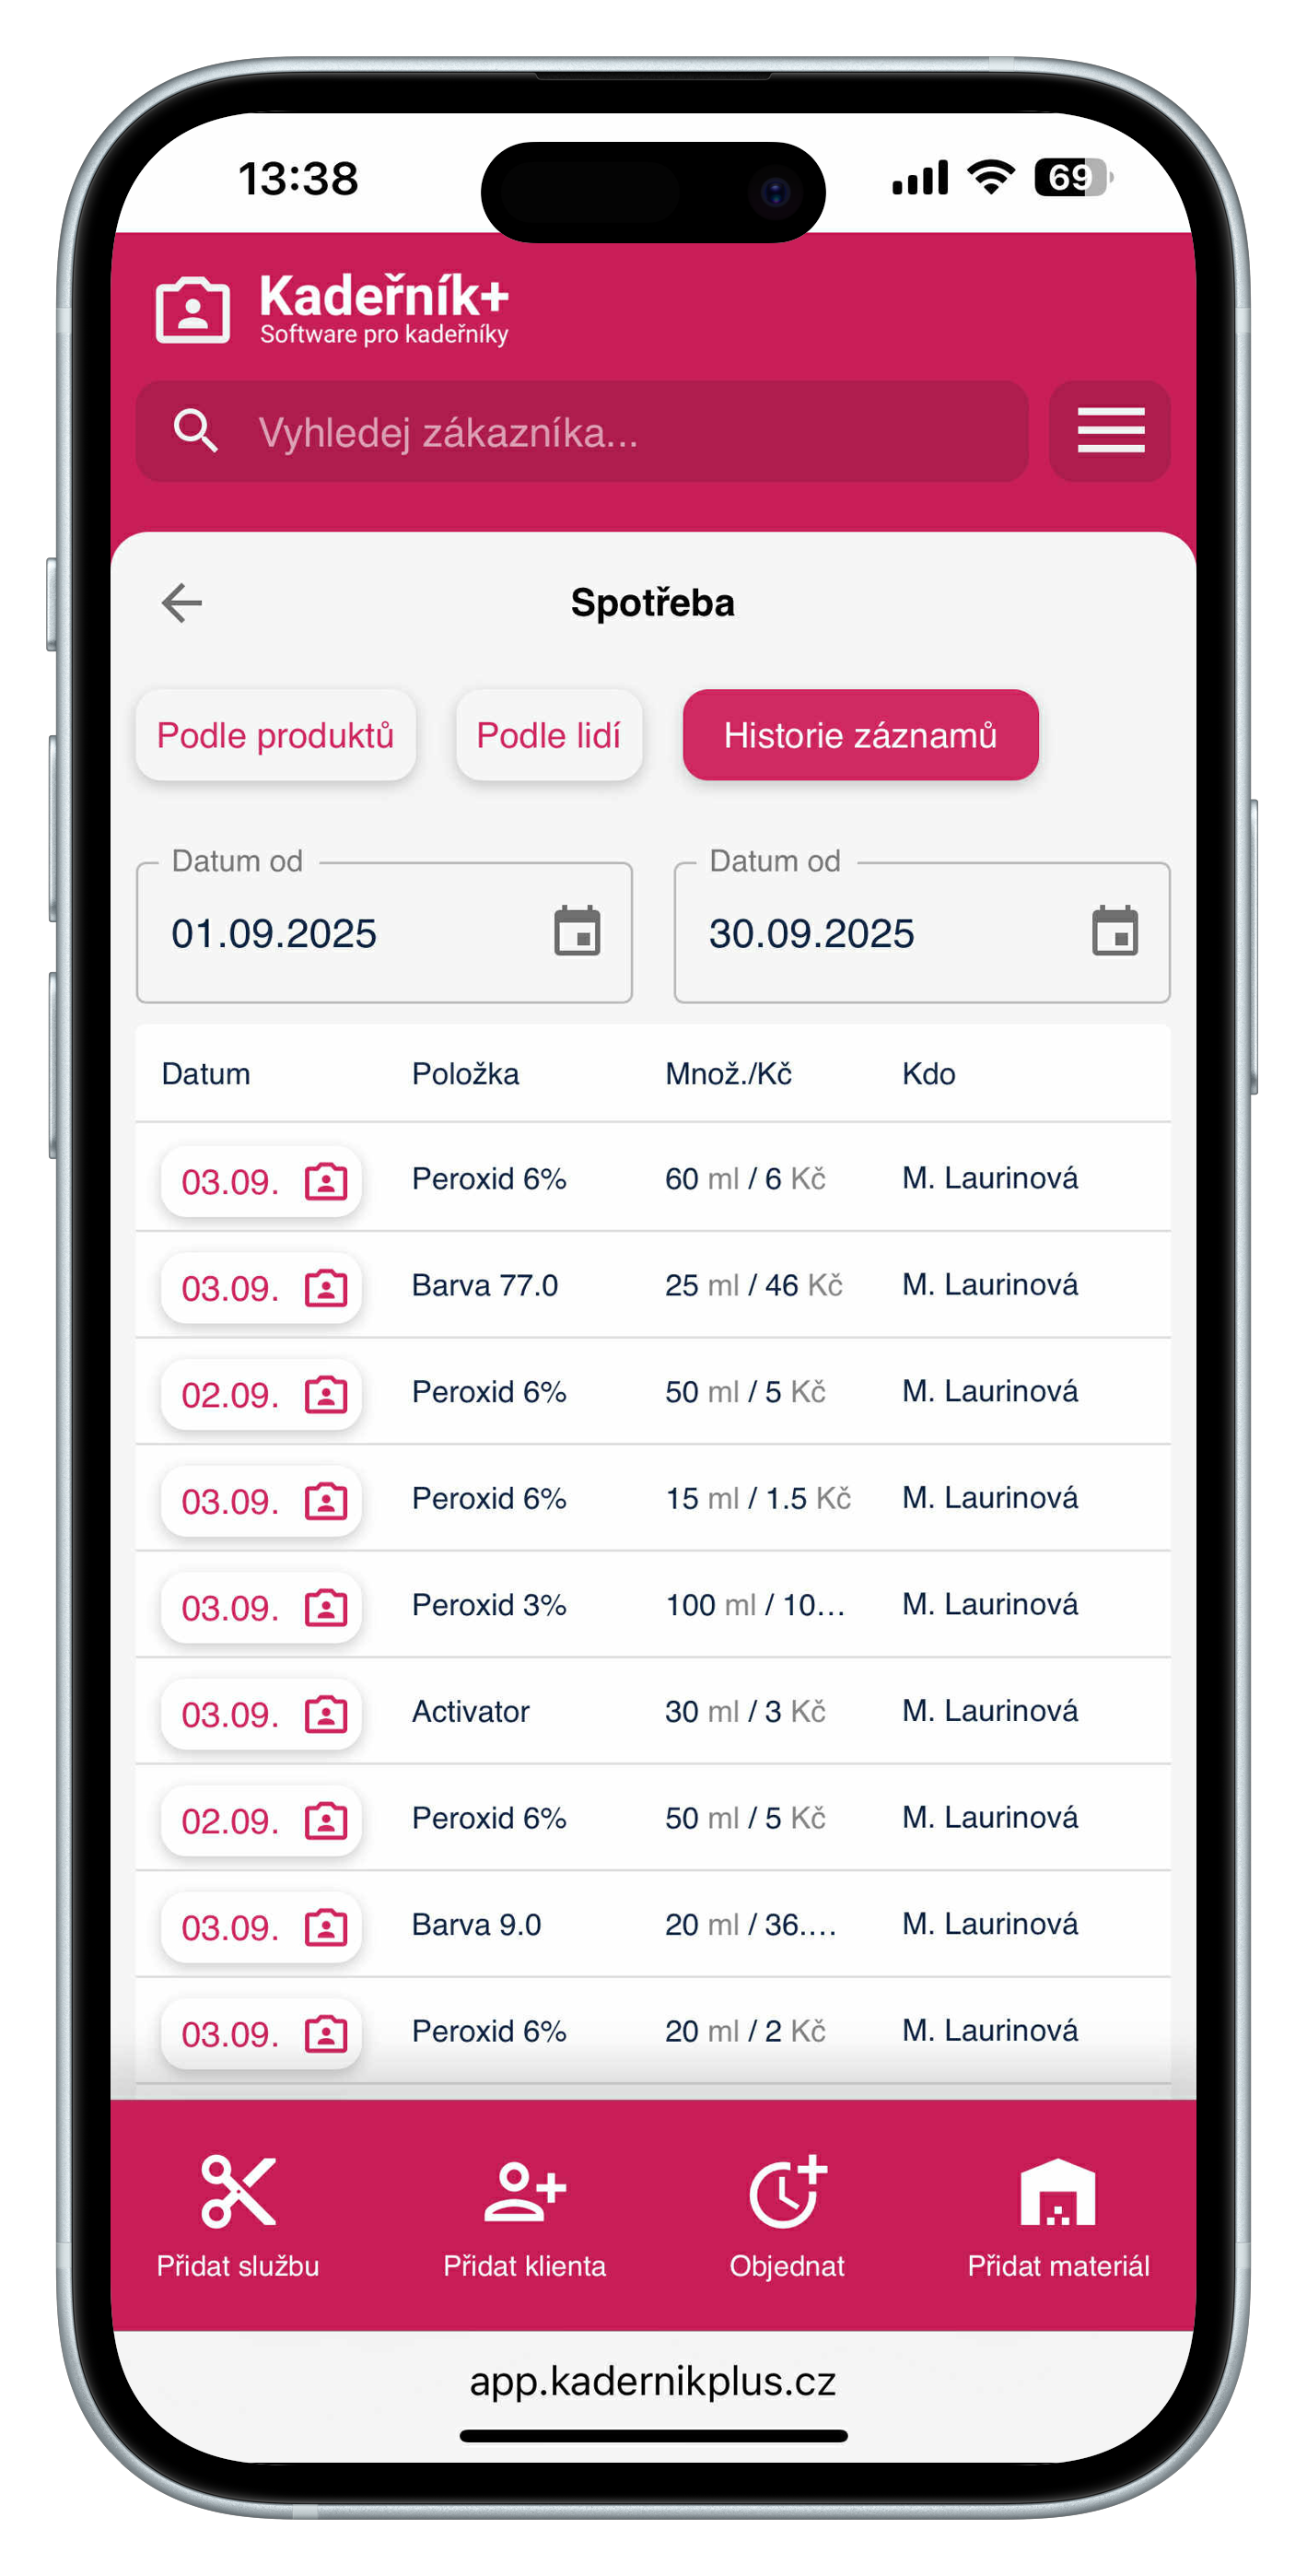 13:38
69
Kadeřník+
Software pro kadeřníky
Vyhledej zákazníka...
Spotřeba
Podle produktů
Podle lidí
Historie záznamů
Datum od
Datum od
01.09.2025
30.09.2025
Datum Položka Množ./Kč Kdo
03.09. Peroxid 6% 60 ml / 6 Kč M. Laurinová
03.09. Barva 77.0 25 ml / 46 Kč M. Laurinová
02.09. Peroxid 6% 50 ml / 5 Kč M. Laurinová
03.09. Peroxid 6% 15 ml / 1.5 Kč M. Laurinová
03.09. Peroxid 3% 100 ml / 10... M. Laurinová
03.09. Activator 30 ml / 3 Kč M. Laurinová
02.09. Peroxid 6% 50 ml / 5 Kč M. Laurinová
03.09. Barva 9.0 20 ml / 36.... M. Laurinová
03.09. Peroxid 6% 20 ml / 2 Kč M. Laurinová
Přidat službu
Přidat klienta
Objednat
Přidat materiál
app.kadernikplus.cz